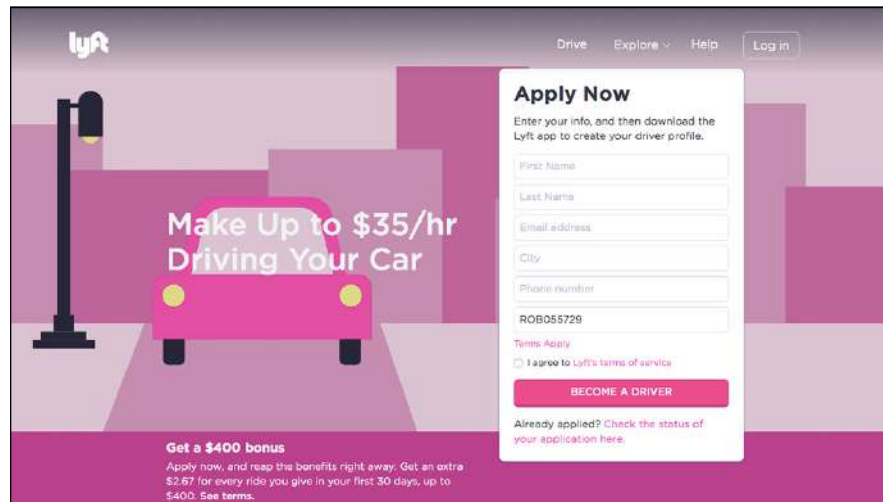 lyft
Drive Explore Help Log in
Make Up to $35/hr
Driving Your Car
Apply Now
Enter your info, and then download the
Lyft app to create your driver profile.
First Name
Last Name
Email address
City
Phone number
ROB055729
Terms Apply
I agree to Lyft's terms of service
BECOME A DRIVER
Already applied? Check the status of
your application here.
Get a $400 bonus
Apply now, and reap the benefits right away. Get an extra
$2.67 for every ride you give in your first 30 days, up to
$400. See terms.